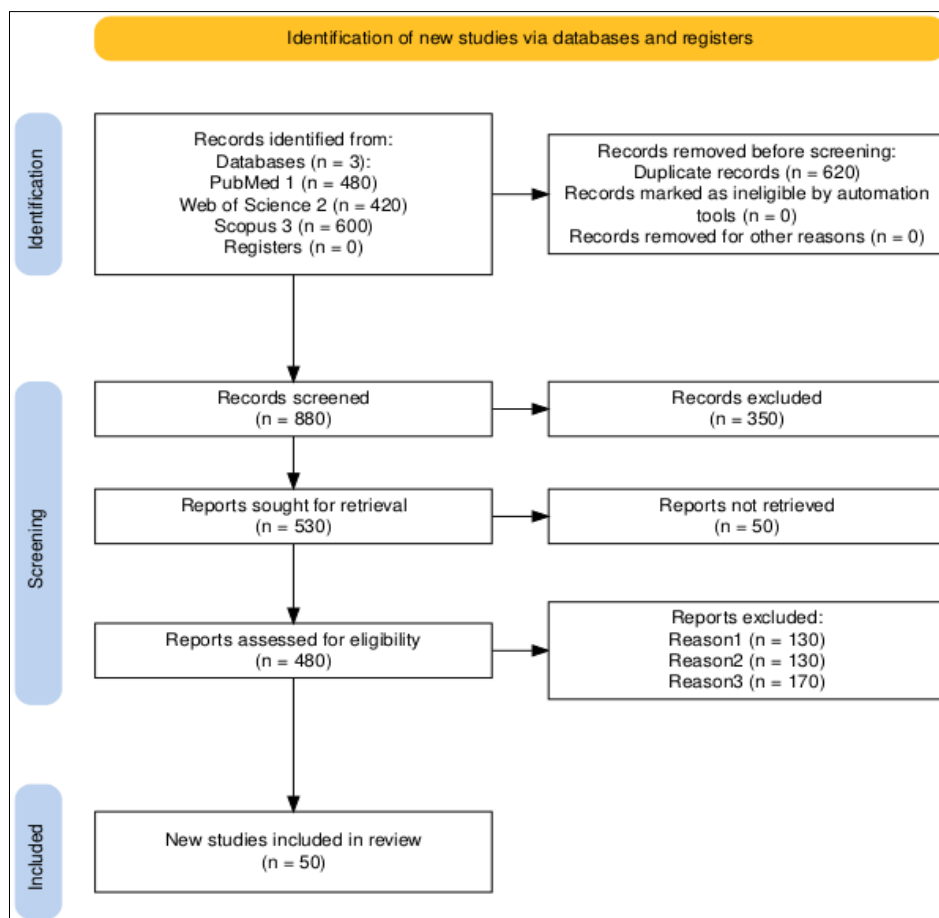 Identification of new studies via databases and registers
Identification
Records identified from:
Databases (n = 3):
PubMed 1 (n = 480)
Web of Science 2 (n = 420)
Scopus 3 (n = 600)
Registers (n = 0)
Records removed before screening:
Duplicate records (n = 620)
Records marked as ineligible by automation
tools (n = 0)
Records removed for other reasons (n = 0)
Screening
Records screened
(n = 880)
Records excluded
(n = 350)
Reports sought for retrieval
(n = 530)
Reports not retrieved
(n = 50)
Reports assessed for eligibility
(n = 480)
Reports excluded:
Reason1 (n = 130)
Reason2 (n = 130)
Reason3 (n = 170)
Included
New studies included in review
(n = 50)